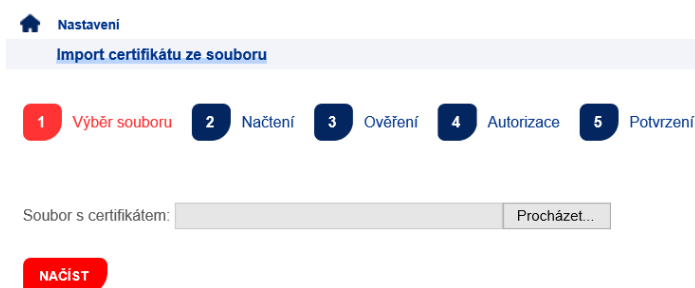 Nastavení
Import certifikátu ze souboru
1 Výběr souboru 2 Načtení 3 Ověření 4 Autorizace 5 Potvrzení
Soubor s certifikátem: Procházet...
NAČÍST